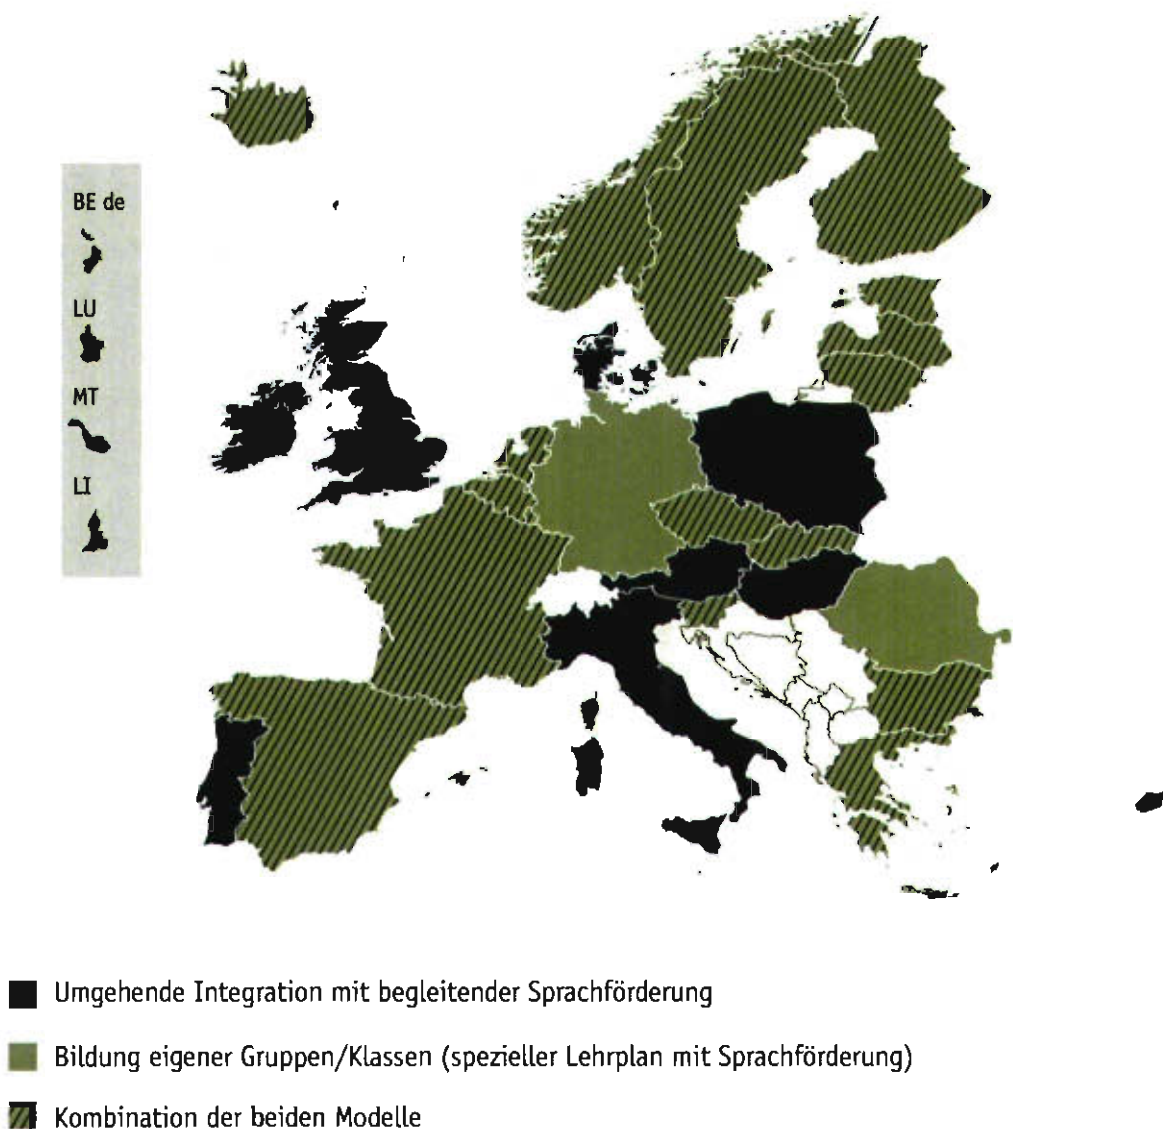 BE de
LU
MT
LI
Umgehende Integration mit begleitender Sprachförderung
Bildung eigener Gruppen/Klassen (spezieller Lehrplan mit Sprachförderung)
Kombination der beiden Modelle